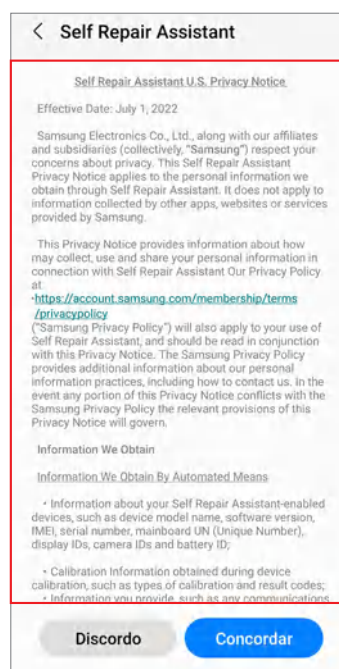 < Self Repair Assistant
Self Repair Assistant U.S. Privacy Notice
Effective Date: July 1, 2022
Samsung Electronics Co., Ltd., along with our affiliates
and subsidiaries (collectively, "Samsung") respect your
concerns about privacy. This Self Repair Assistant
Privacy Notice applies to the personal information we
obtain through Self Repair Assistant. It does not apply to
information collected by other apps, websites or services
provided by Samsung.
This Privacy Notice provides information about how
may collect, use and share your personal information in
connection with Self Repair Assistant Our Privacy Policy
at
·https://account.samsung.com/membership/terms
/privacypolicy
("Samsung Privacy Policy") will also apply to your use of
Self Repair Assistant, and should be read in conjunction
with this Privacy Notice. The Samsung Privacy Policy
provides additional information about our personal
information practices, including how to contact us. In the
event any portion of this Privacy Notice conflicts with the
Samsung Privacy Policy the relevant provisions of this
Privacy Notice will govern.
Information We Obtain
Information We Obtain By Automated Means
• Information about your Self Repair Assistant-enabled
devices, such as device model name, software version,
IMEI, serial number, mainboard UN (Unique Number),
display IDs, camera IDs and battery ID;
• Calibration Information obtained during device
calibration, such as types of calibration and result codes;
• Information you provide, such as any communications
Discordo
Concordar